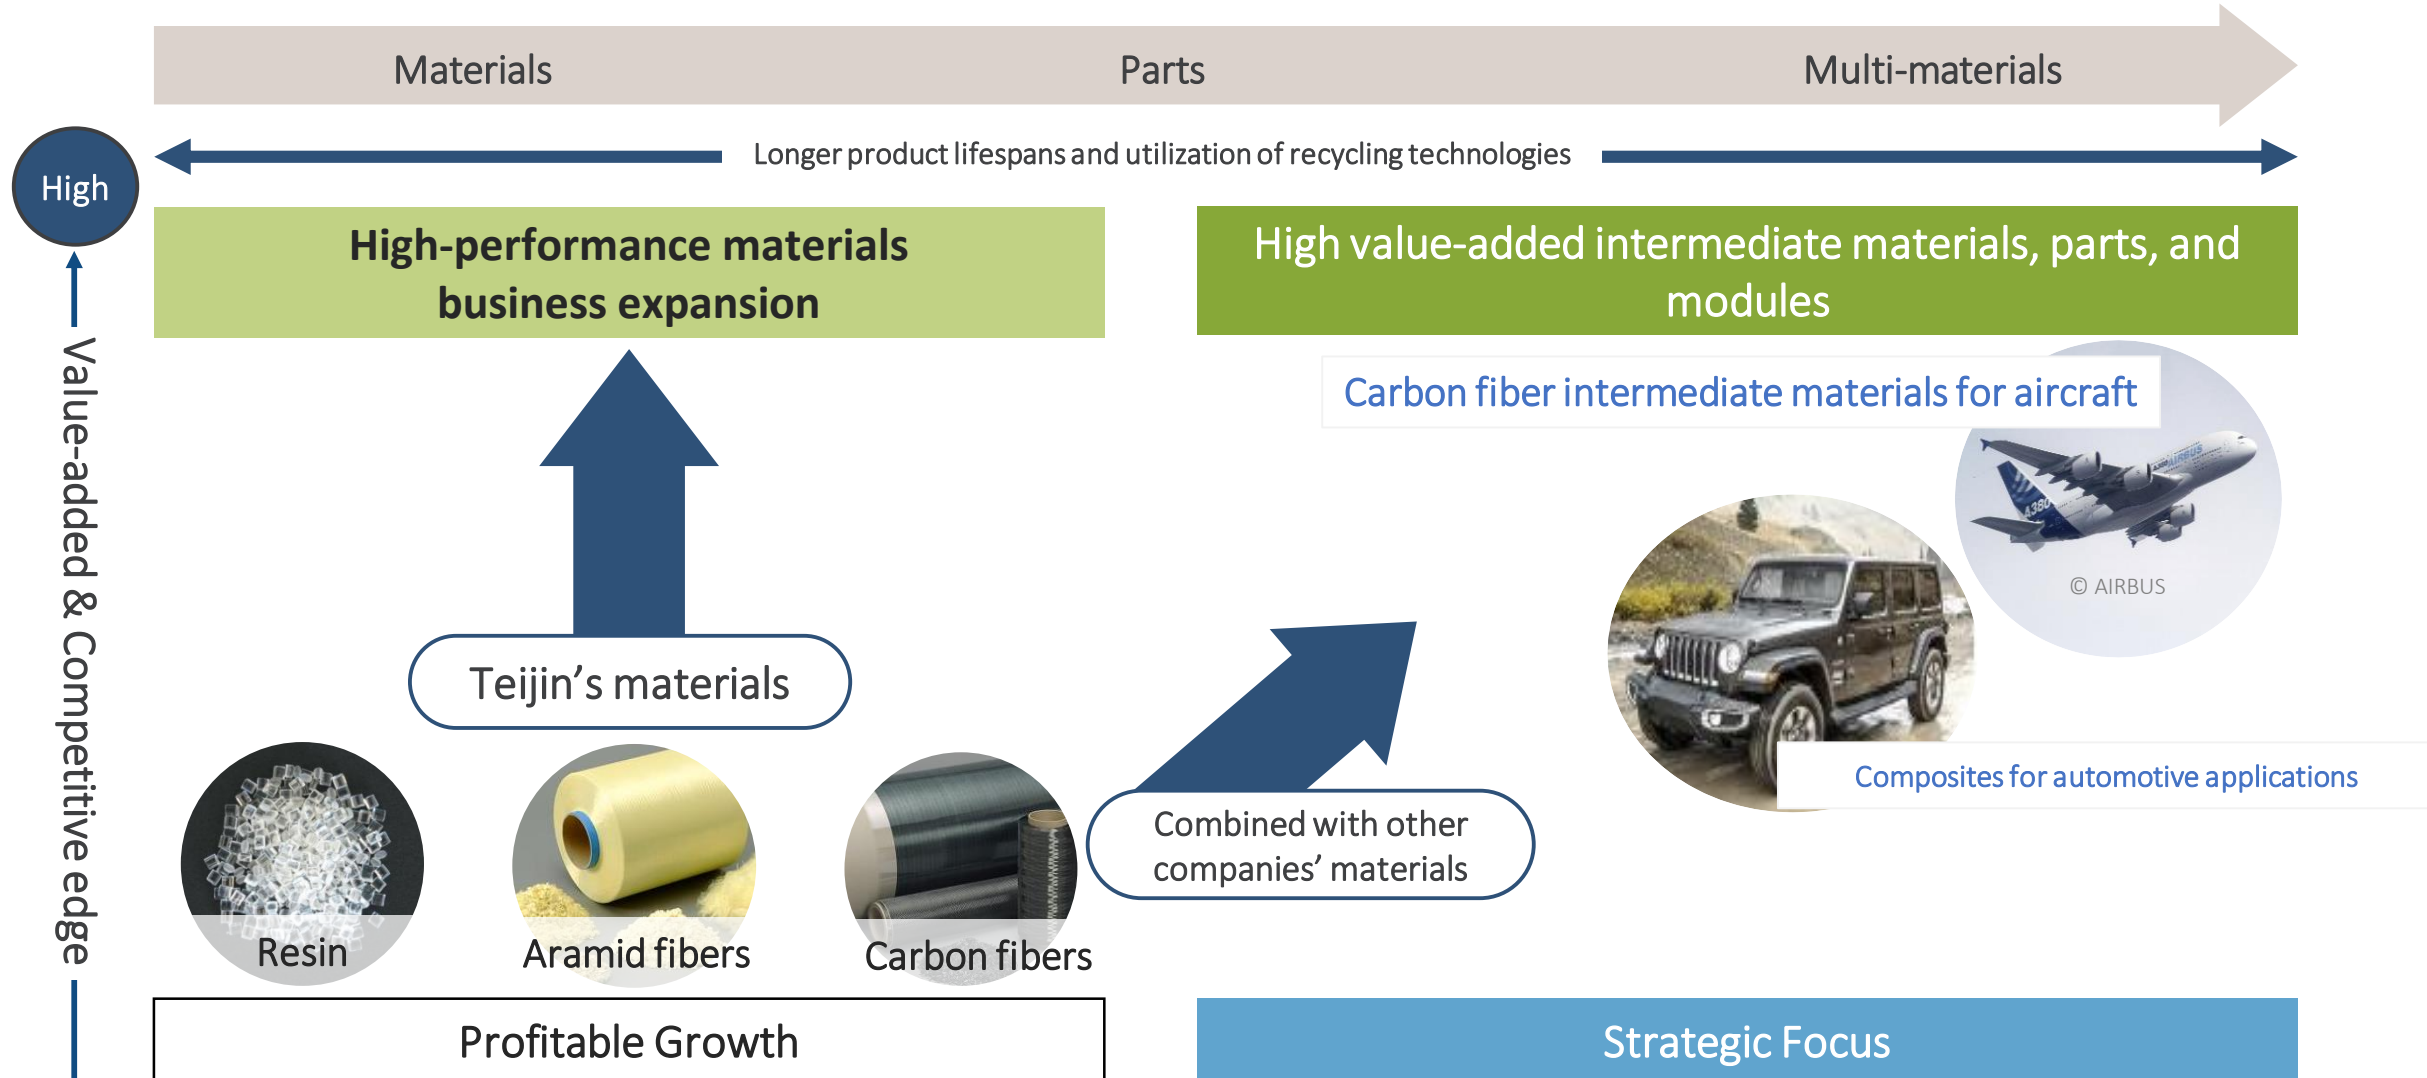 Materials
Parts
Multi-materials
Longer product lifespans and utilization of recycling technologies
High
High-performance materials
business expansion
High value-added intermediate materials, parts, and
modules
Value-added & Competitive edge
Carbon fiber intermediate materials for aircraft
AIRBUS
A380
© AIRBUS
Teijin’s materials
Composites for automotive applications
Combined with other
companies’ materials
Resin
Aramid fibers
Carbon fibers
Profitable Growth
Strategic Focus